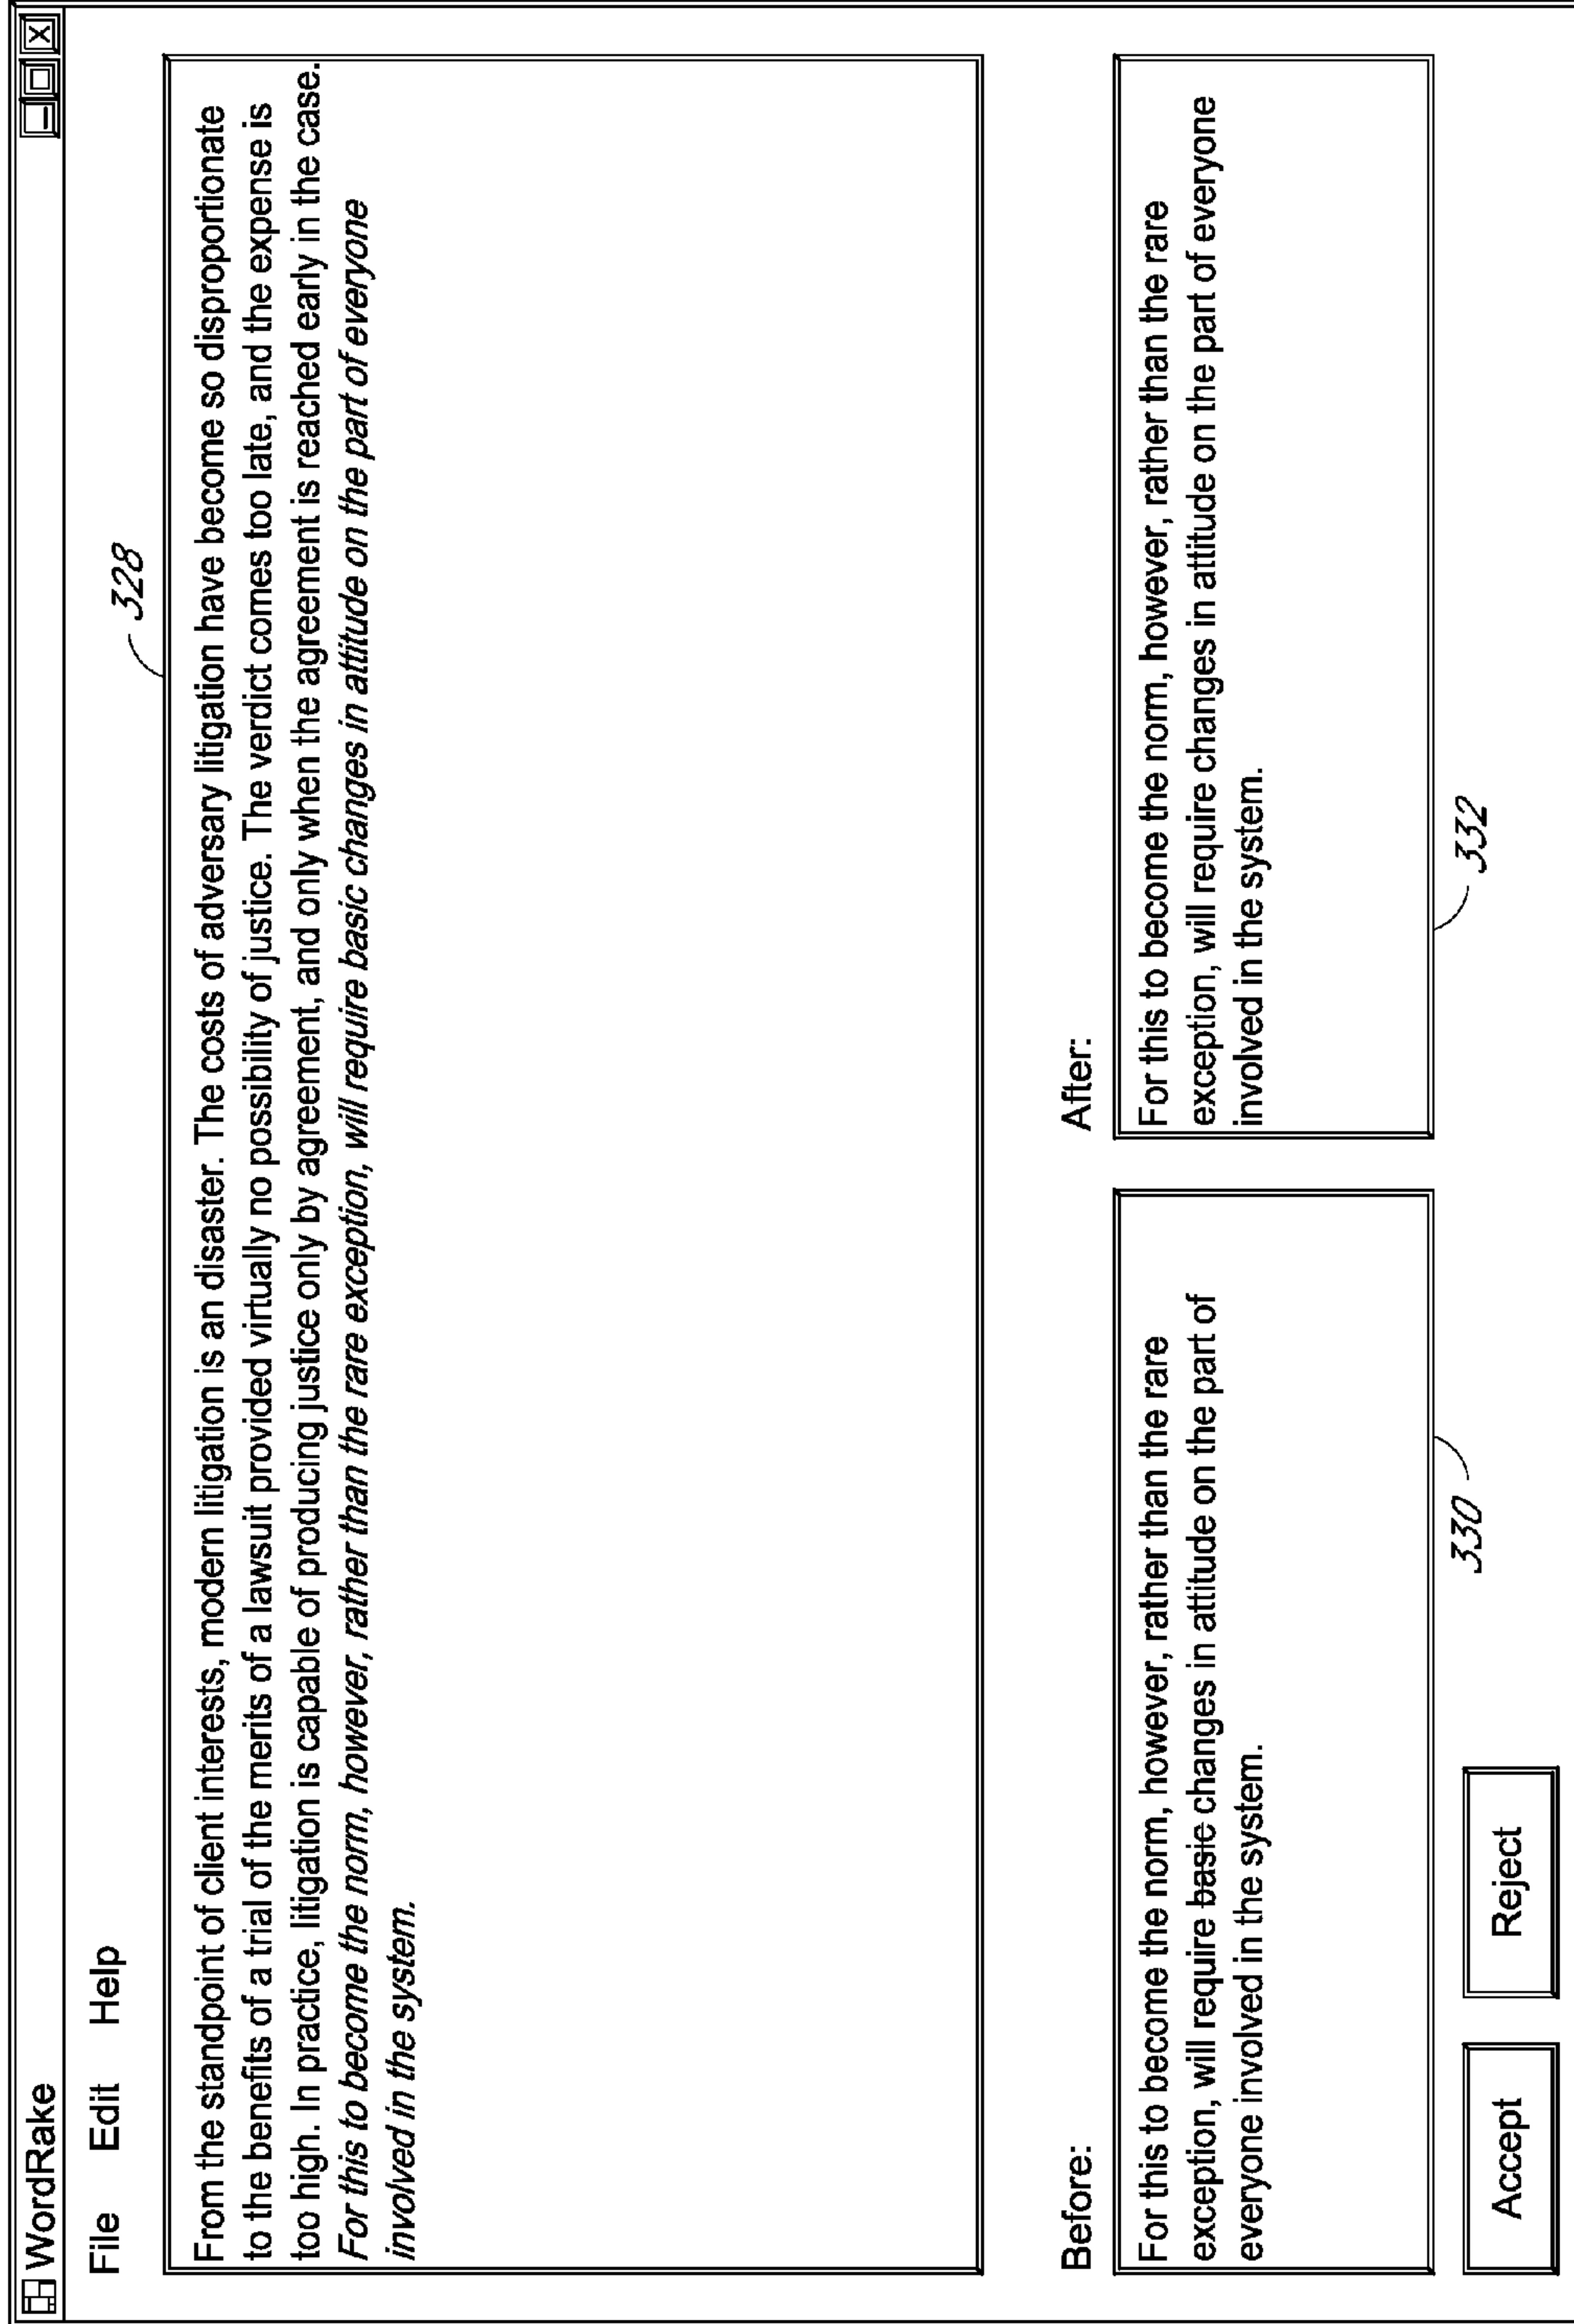 WordRake
File Edit Help
328
From the standpoint of client interests, modern litigation is an disaster. The costs of adversary litigation have become so disproportionate
to the benefits of a trial of the merits of a lawsuit provided virtually no possibility of justice. The verdict comes too late, and the expense is
too high. In practice, litigation is capable of producing justice only by agreement, and only when the agreement is reached early in the case.
For this to become the norm, however, rather than the rare exception, will require basic changes in attitude on the part of everyone
involved in the system.
Before:
For this to become the norm, however, rather than the rare
exception, will require basic changes in attitude on the part of
everyone involved in the system.
330
After:
For this to become the norm, however, rather than the rare
exception, will require changes in attitude on the part of everyone
involved in the system.
332
Accept
Reject